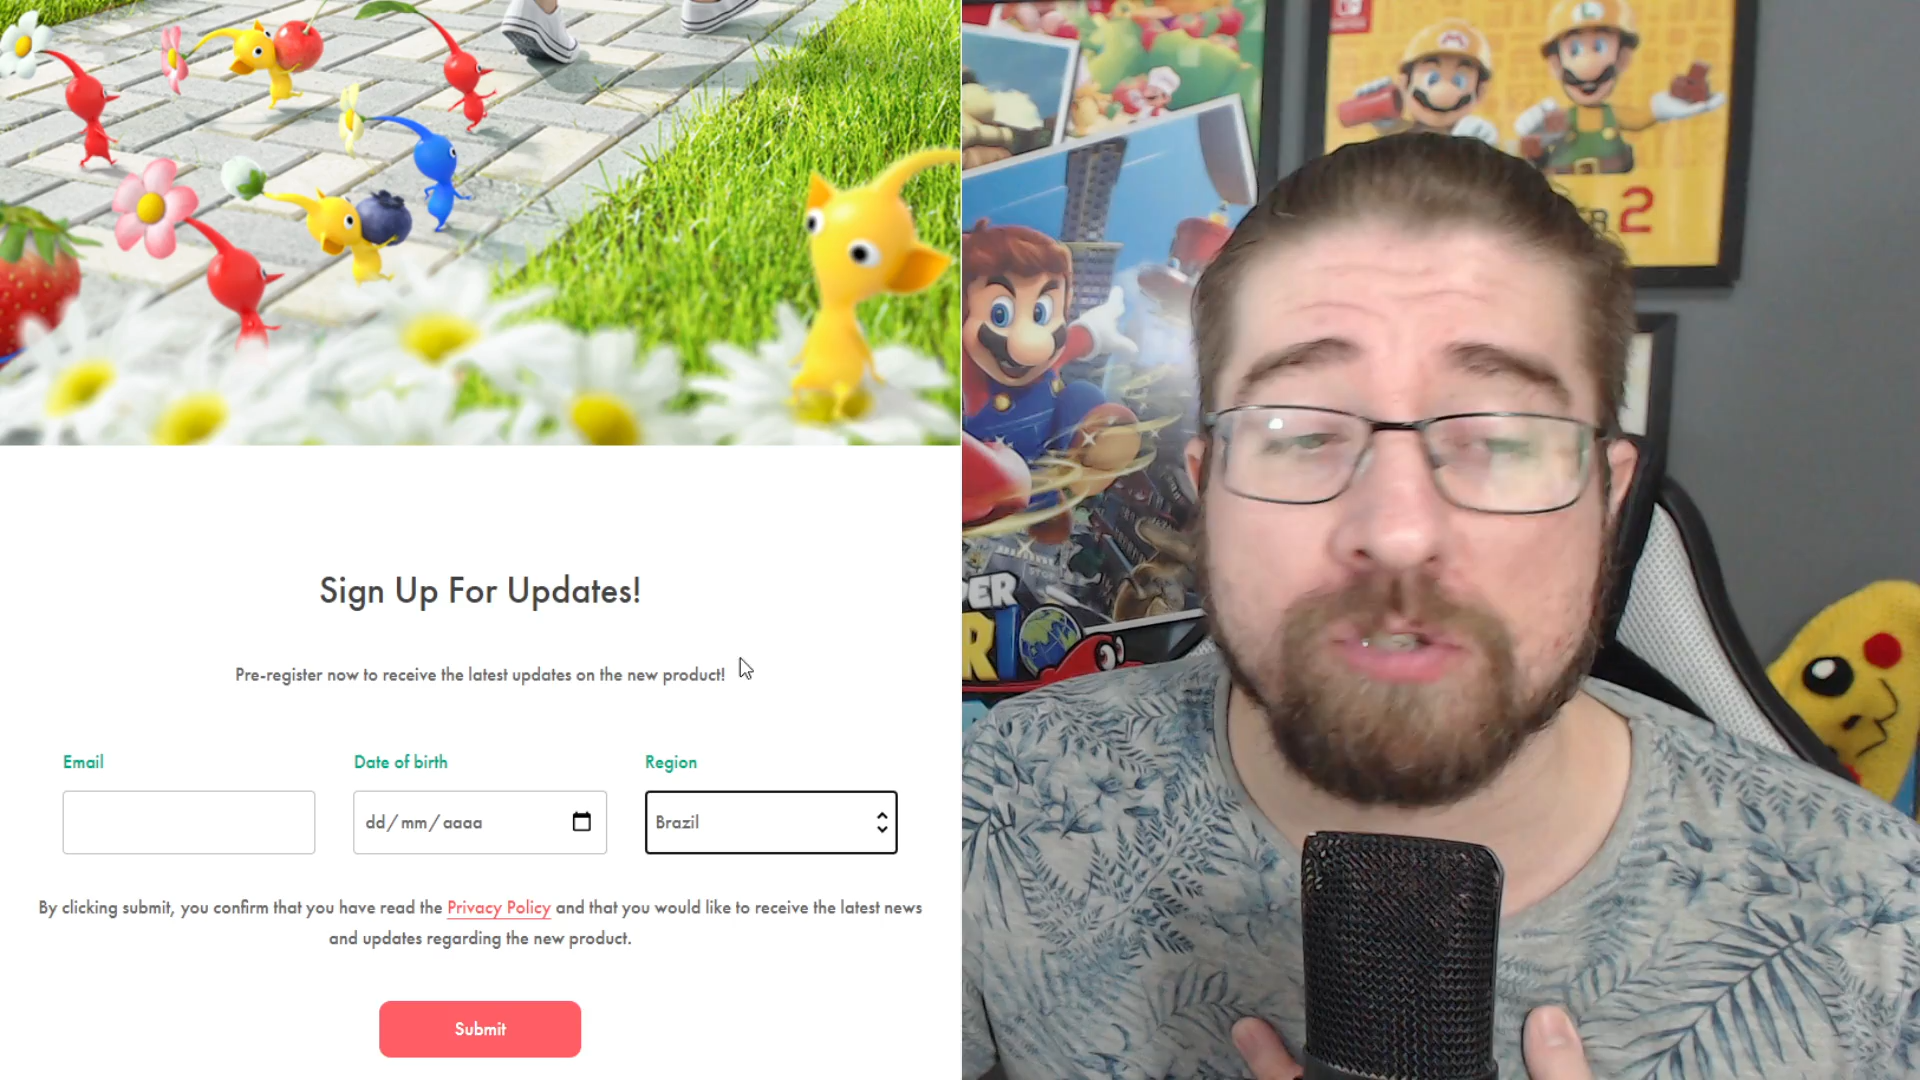 Sign Up For Updates!
Pre-register now to receive the latest updates on the new product!
Email
Date of birth
Region
dd/mm/aaaa
Brazil
By clicking submit, you confirm that you have read the Privacy Policy and that you would like to receive the latest news
and updates regarding the new product.
Submit
2